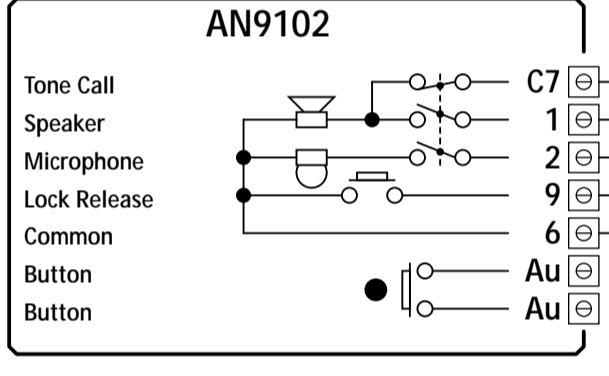 AN9102
Tone Call C7
Speaker 1
Microphone 2
Lock Release 9
Common 6
Button Au
Button Au